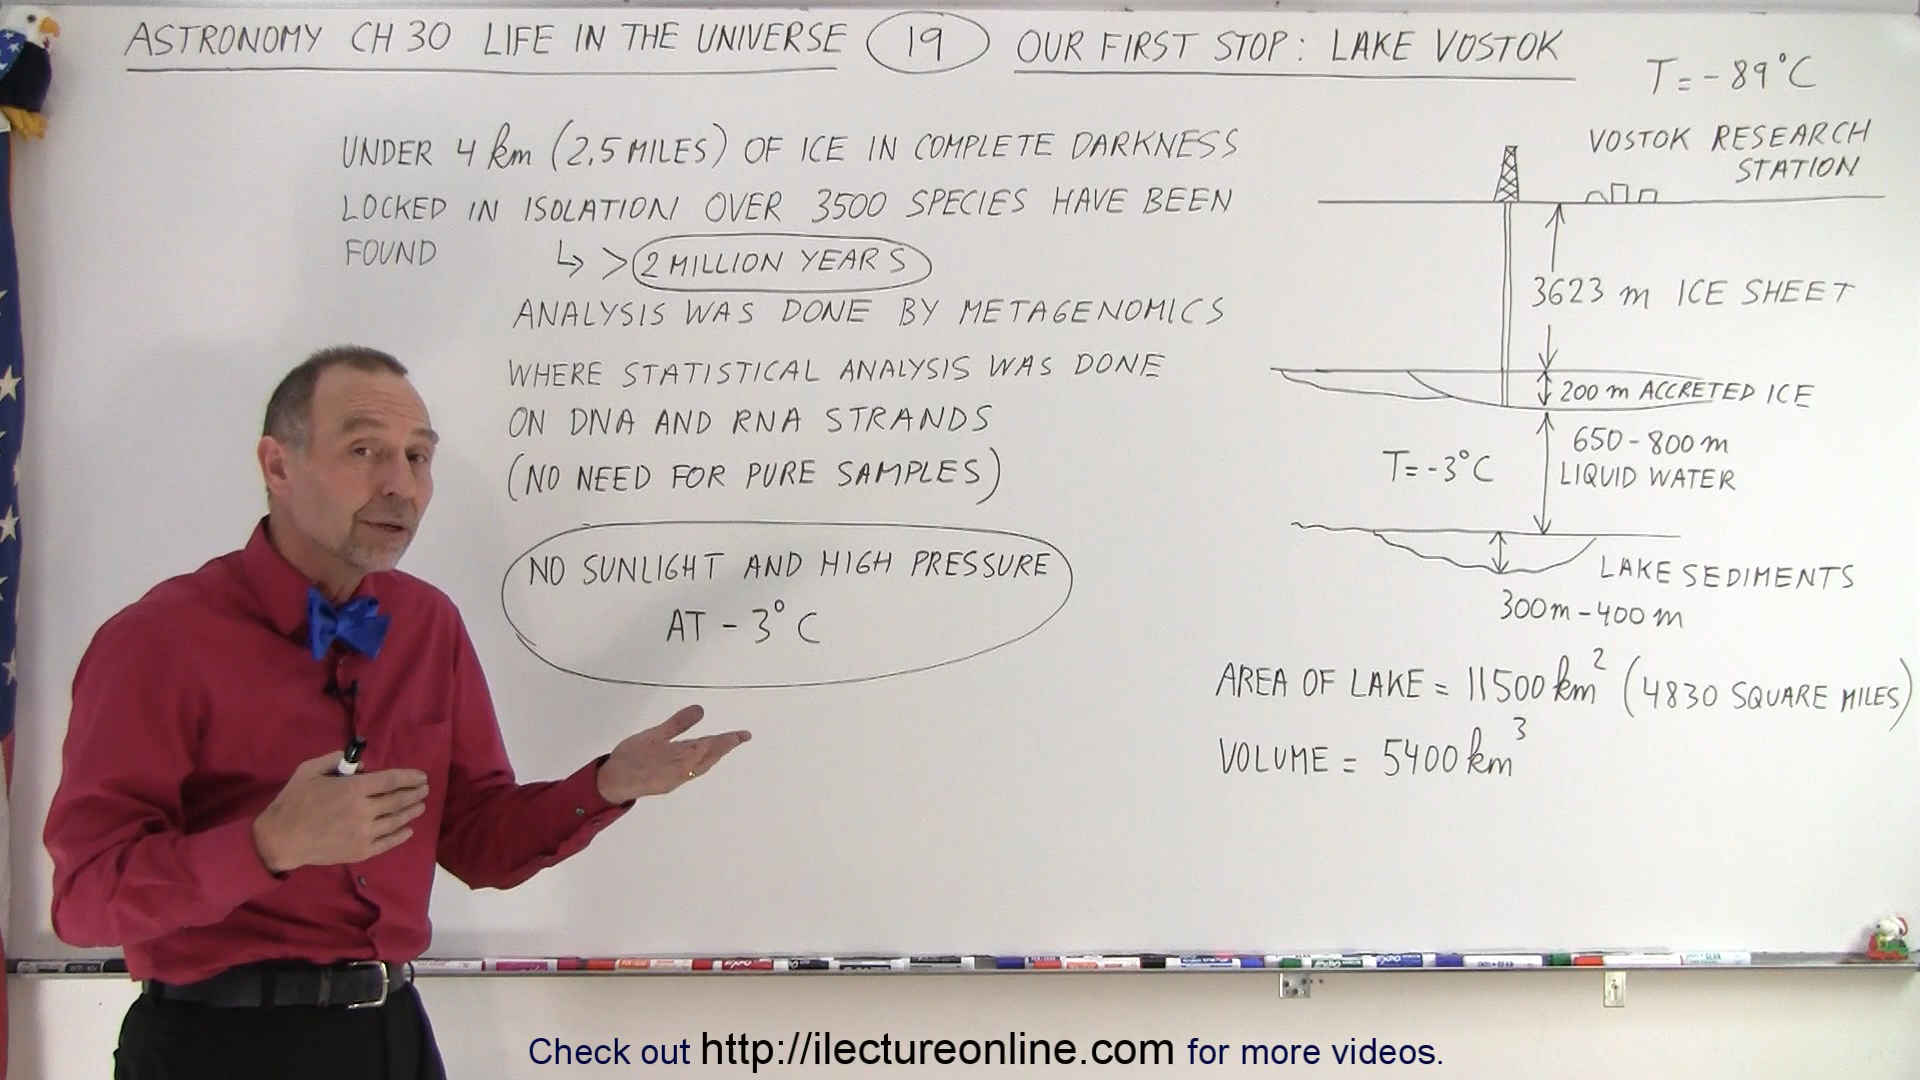 ASTRONOMY CH 30 LIFE IN THE UNIVERSE 19 OUR FIRST STOP: LAKE VOSTOK
T = -89°C
UNDER 4 km (2.5 MILES) OF ICE IN COMPLETE DARKNESS
LOCKED IN ISOLATION OVER 3500 SPECIES HAVE BEEN
FOUND
↳ > 2 MILLION YEARS
ANALYSIS WAS DONE BY METAGENOMICS
WHERE STATISTICAL ANALYSIS WAS DONE
ON DNA AND RNA STRANDS
(NO NEED FOR PURE SAMPLES)
NO SUNLIGHT AND HIGH PRESSURE
AT -3°C
VOSTOK RESEARCH
STATION
3623 m ICE SHEET
200 m ACCRETED ICE
650-800 m
LIQUID WATER
T = -3°C
LAKE SEDIMENTS
300m-400m
AREA OF LAKE = 11500 km² (4830 SQUARE MILES)
VOLUME = 5400 km³
Check out http://ilectureonline.com for more videos.